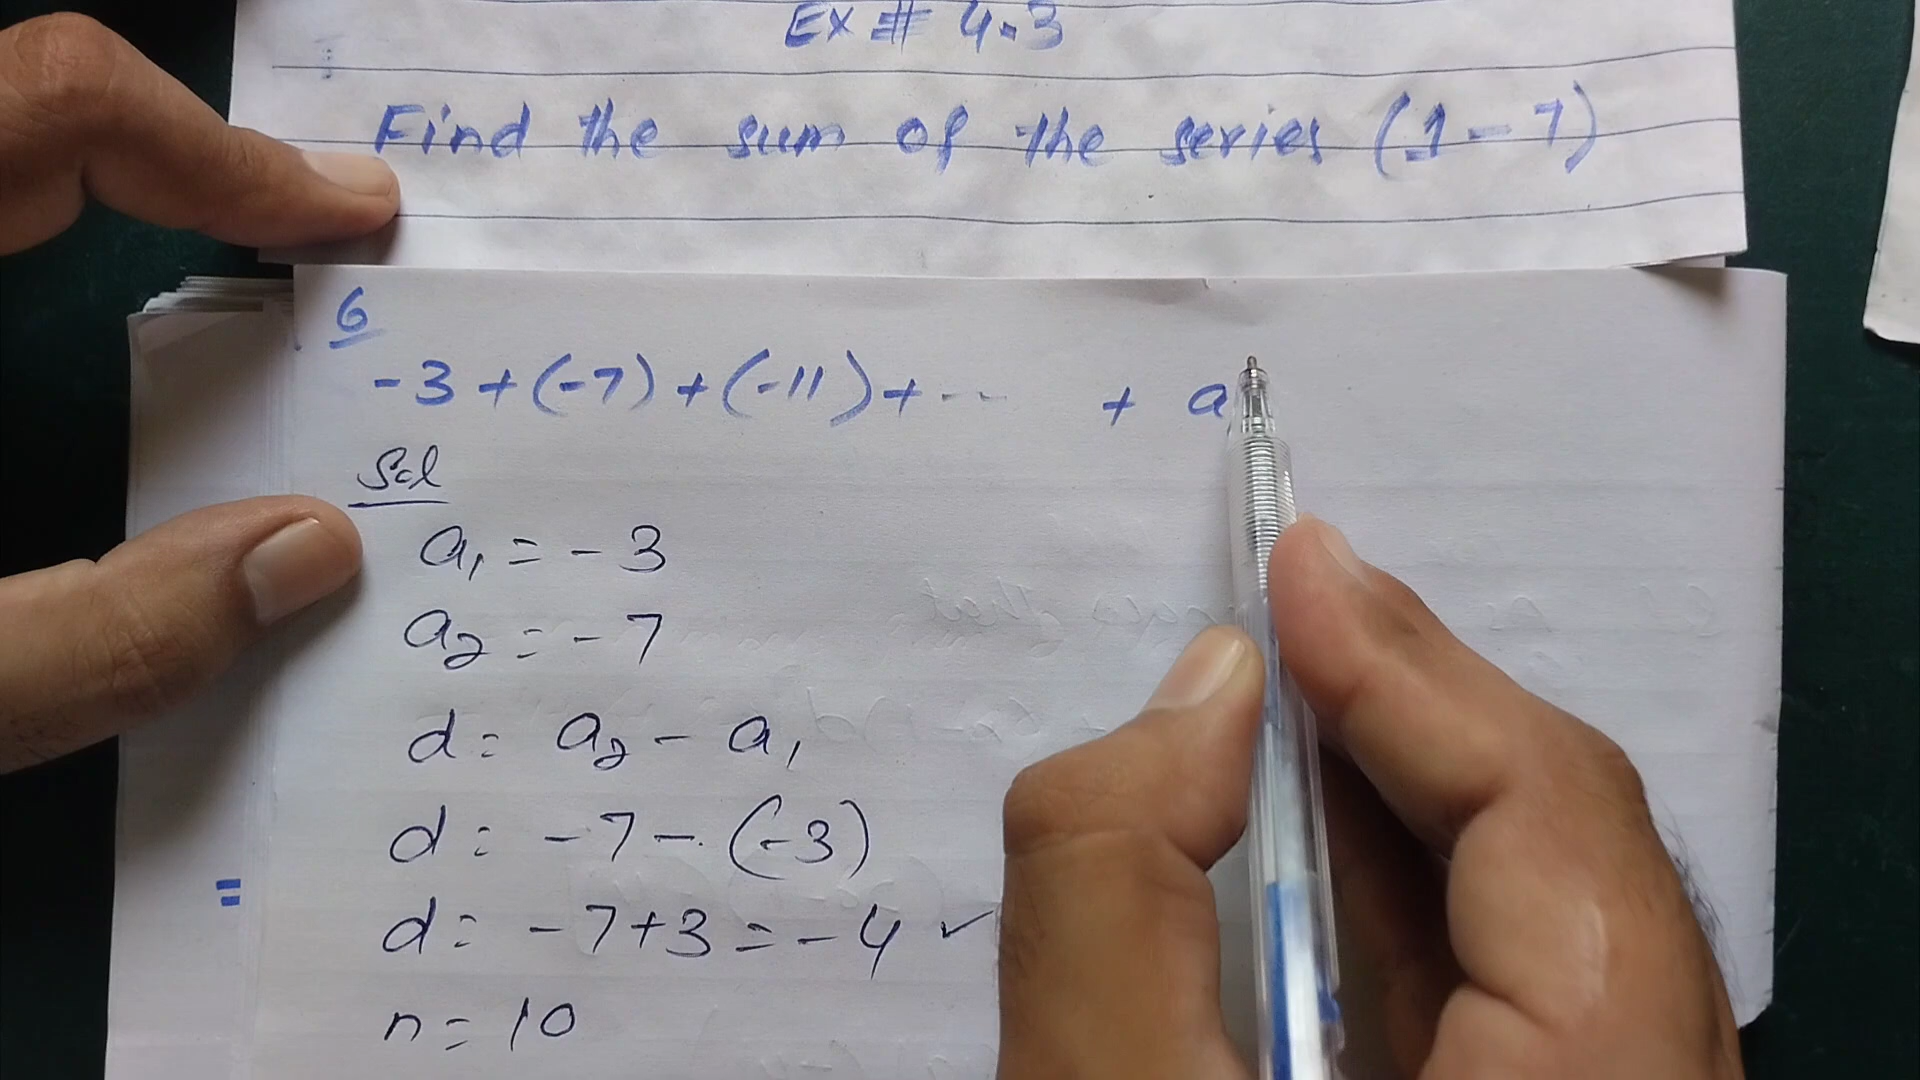 Ex # 4.3
Find the sum of the series (1-7)
6
-3+(-7)+(-11)+... + a
Sol
a₁ = -3
a₂ = -7
d = a₂ - a₁
d = -7-(-3)
d = -7+3 = -4 ✓
n = 10